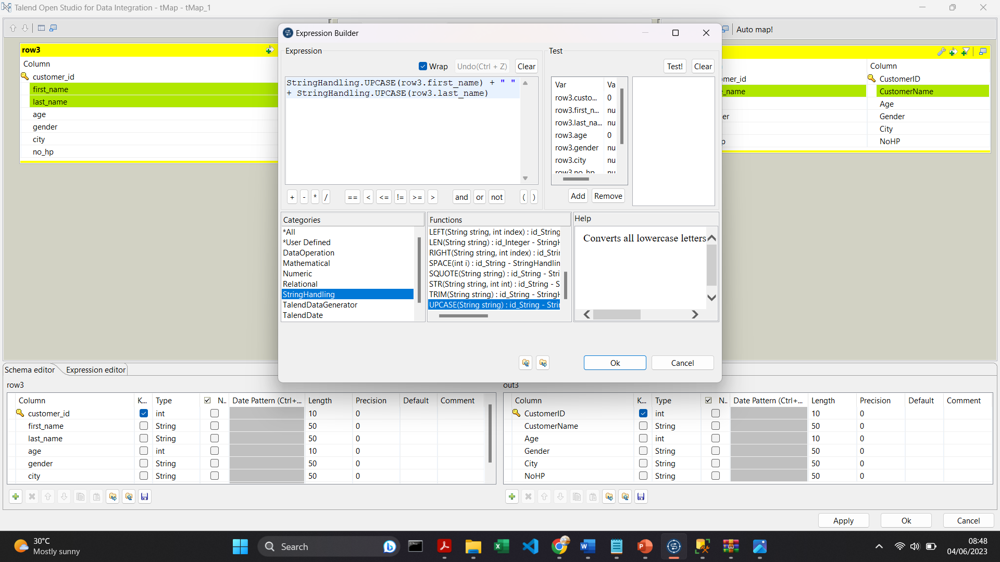 Talend Open Studio for Data Integration - tMap - tMap_1
Auto map!
row3
Column
customer_id
first_name
last_name
age
gender
city
no_hp
Expression Builder
Expression
Wrap
Undo(Ctrl + Z)
Clear
StringHandling.UPCASE(row3.first_name) + " "
+ StringHandling.UPCASE(row3.last_name)
+ - * / == < <= != >= > and or not ( )
Test
Test!
Clear
Var Va
row3.custo... 0
row3.first_n... nu
row3.last_na... nu
row3.age 0
row3.gender nu
row3.city nu
row3.no_hp nu
Add
Remove
Categories
*All
*User Defined
DataOperation
Mathematical
Numeric
Relational
StringHandling
TalendDataGenerator
TalendDate
Functions
LEFT(String string, int index) : id_String
LEN(String string) : id_Integer - StringH
RIGHT(String string, int index) : id_Strin
SPACE(int i) : id_String - StringHandlin
SQUOTE(String string) : id_String - Stri
STR(String string, int int) : id_String - S
TRIM(String string) : id_String - StringH
UPCASE(String string) : id_String - Strin
Help
Converts all lowercase letters
Ok
Cancel
Column
mer_id CustomerID
_name CustomerName
Age
er Gender
City
p NoHP
Schema editor
Expression editor
row3
Column K... Type N.. Date Pattern (Ctrl+... Length Precision Default Comment
customer_id int 10 0
first_name String 50 0
last_name String 50 0
age int 10 0
gender String 50 0
city String 50 0
out3
Column K... Type N.. Date Pattern (Ctrl+... Length Precision Default Comment
CustomerID int 10 0
CustomerName String 50 0
Age int 10 0
Gender String 50 0
City String 50 0
NoHP String 50 0
Apply
Ok
Cancel
30°C
Mostly sunny
Search
08:48
04/06/2023